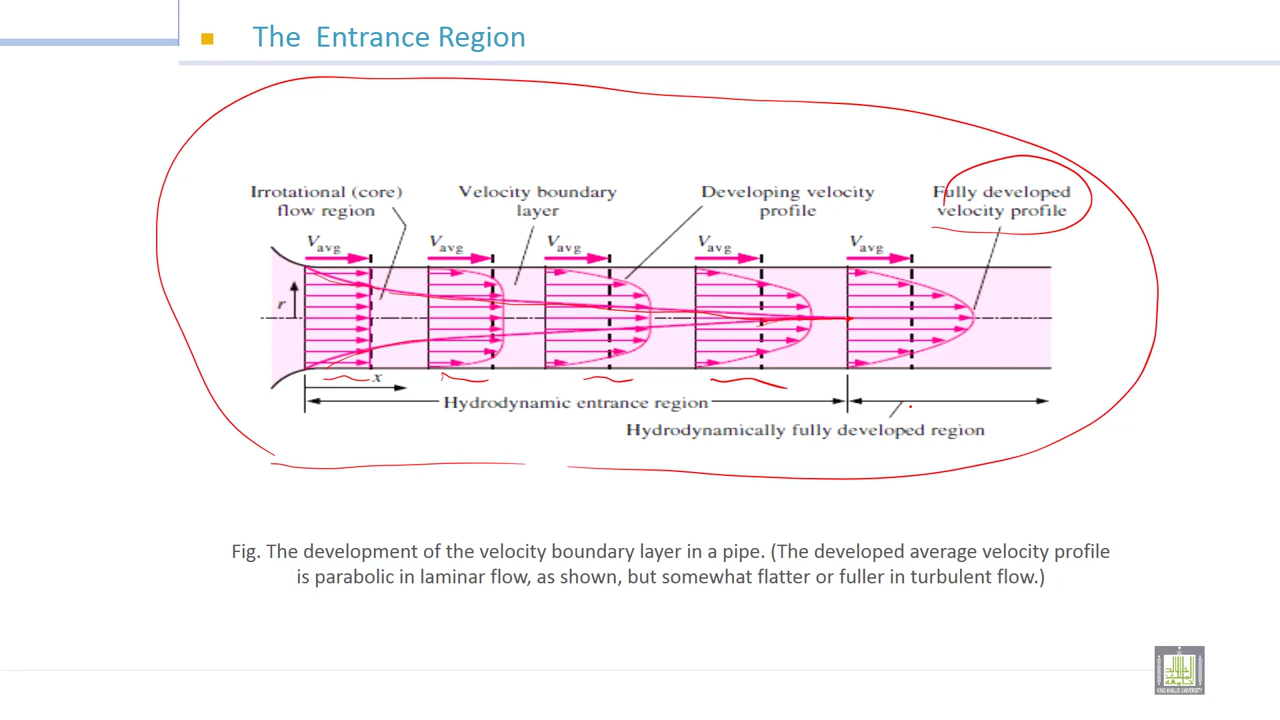 The Entrance Region
Irrotational (core)
flow region
Velocity boundary
layer
Developing velocity
profile
Fully developed
velocity profile
Vavg
Vavg
Vavg
Vavg
Vavg
r
x
Hydrodynamic entrance region
Hydrodynamically fully developed region
Fig. The development of the velocity boundary layer in a pipe. (The developed average velocity profile
is parabolic in laminar flow, as shown, but somewhat flatter or fuller in turbulent flow.)
KING KHALID UNIVERSITY